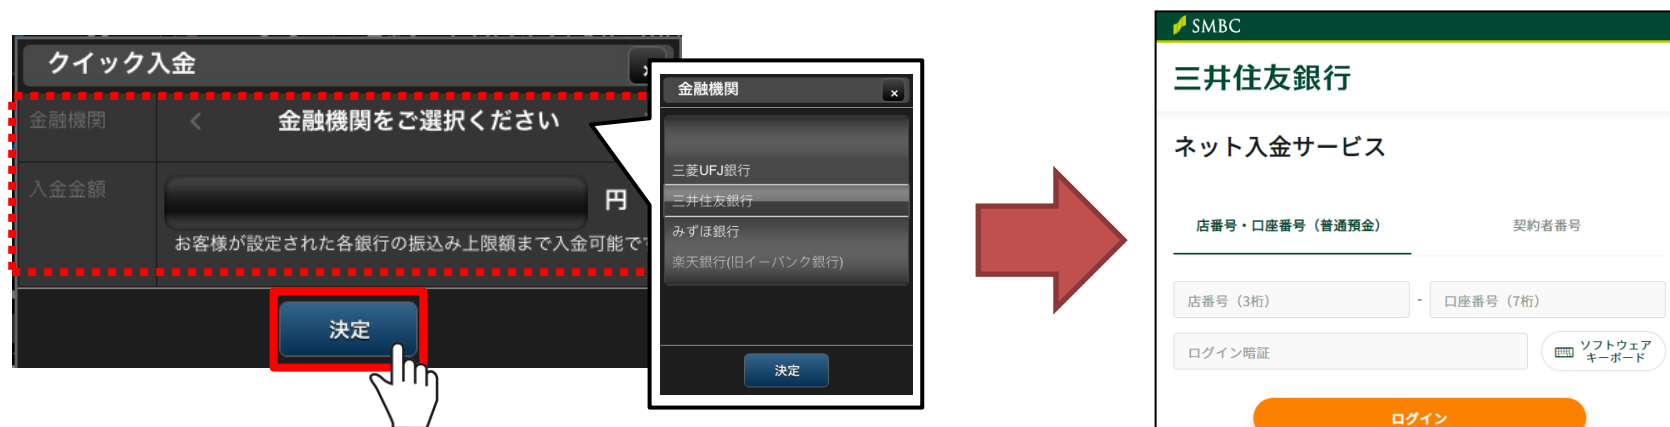 クイック入金
×
金融機関
<
金融機関をご選択ください
入金金額
円
お客様が設定された各銀行の振込み上限額まで入金可能で
決定
金融機関
×
三菱UFJ銀行
三井住友銀行
みずほ銀行
楽天銀行(旧イーバンク銀行)
決定
SMBC
三井住友銀行
ネット入金サービス
店番号・口座番号（普通預金）
契約者番号
店番号（3桁）
-
口座番号（7桁）
ログイン暗証
ソフトウェア
キーボード
ログイン